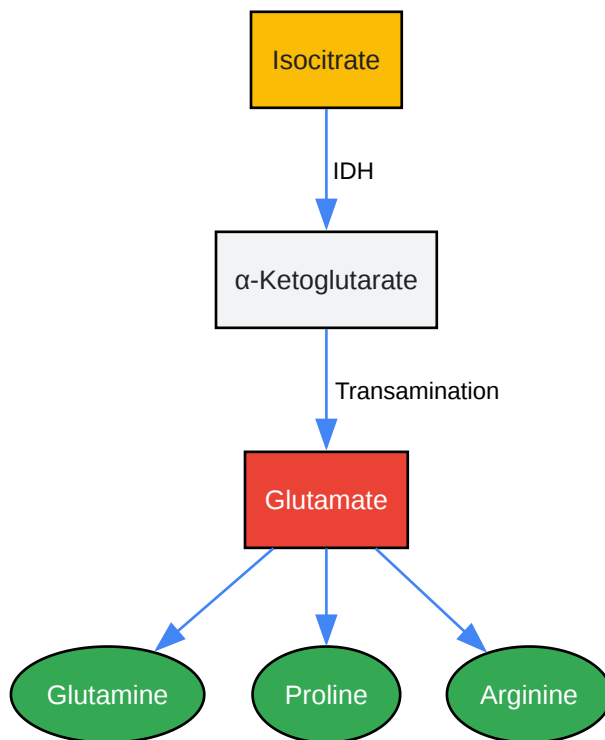 Isocitrate
IDH
α-Ketoglutarate
Transamination
Glutamate
Glutamine
Proline
Arginine